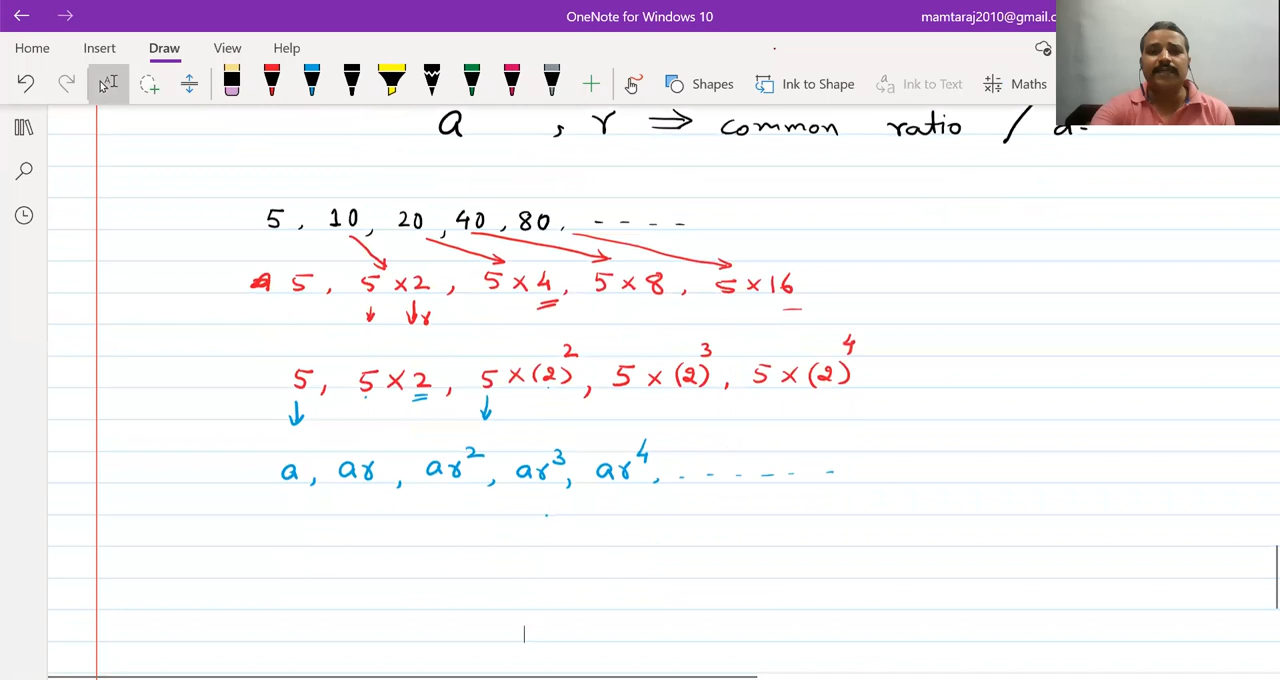 OneNote for Windows 10
mamtaraj2010@gmail.c
Home Insert Draw View Help
Shapes Ink to Shape Ink to Text Maths
a , r ⇒ common ratio /
5, 10, 20, 40, 80, - - - -
5, 5 × 2, 5 × 4, 5 × 8, 5 × 16
r
5, 5 × 2, 5 × (2)², 5 × (2)³, 5 × (2)⁴
a, ar, ar², ar³, ar⁴, - - - - - -